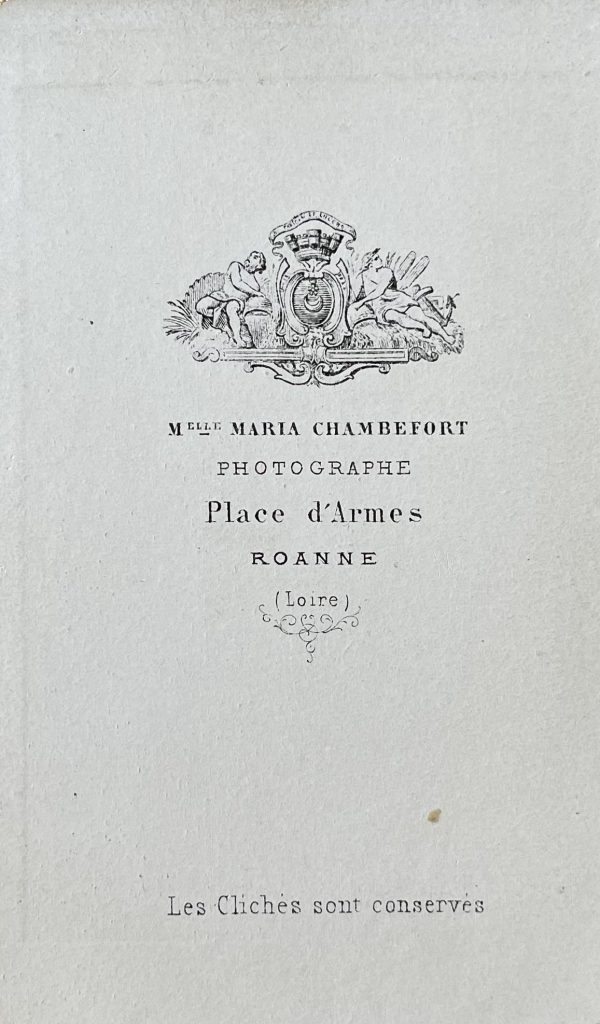 Mᴱᴸᴸᴱ MARIA CHAMBEFORT
PHOTOGRAPHE
Place d'Armes
ROANNE
(Loire)
Les Clichés sont conservés